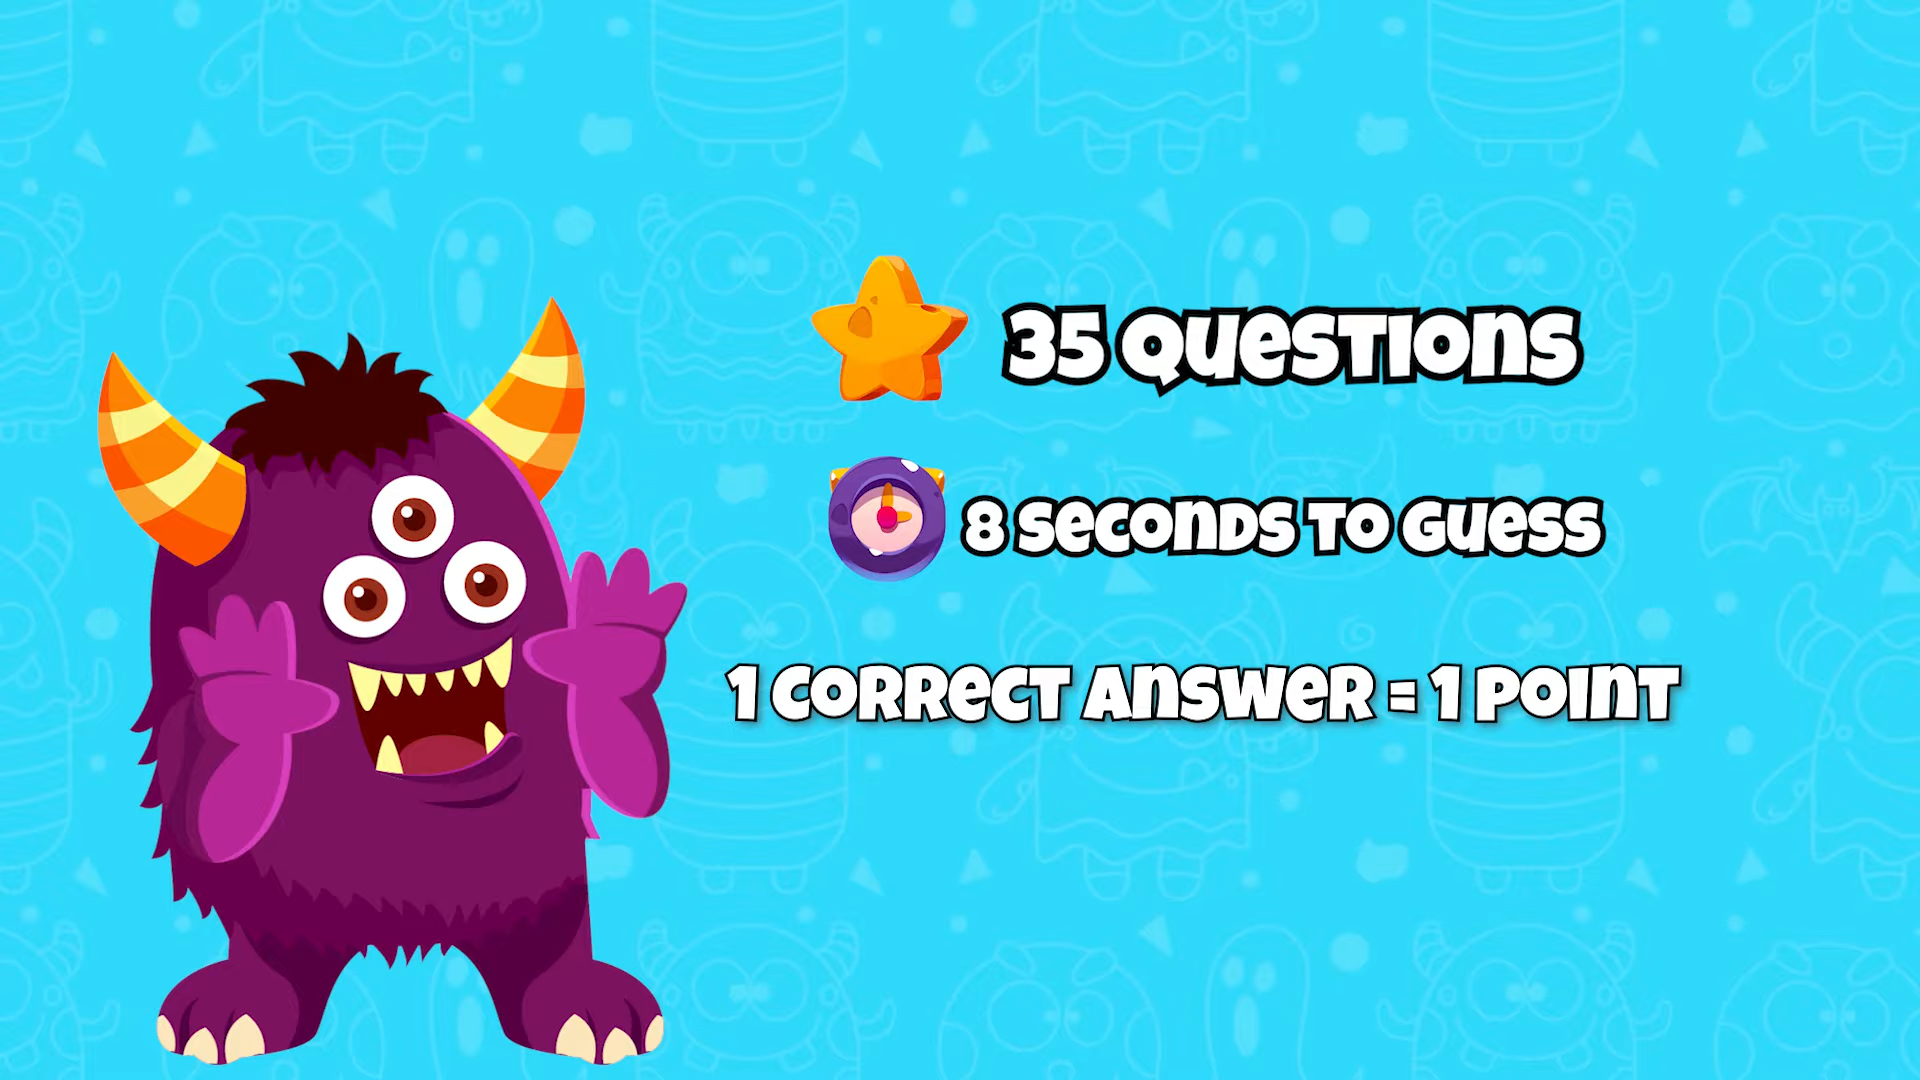 35 Questions
8 seconds to guess
1 correct answer = 1 point